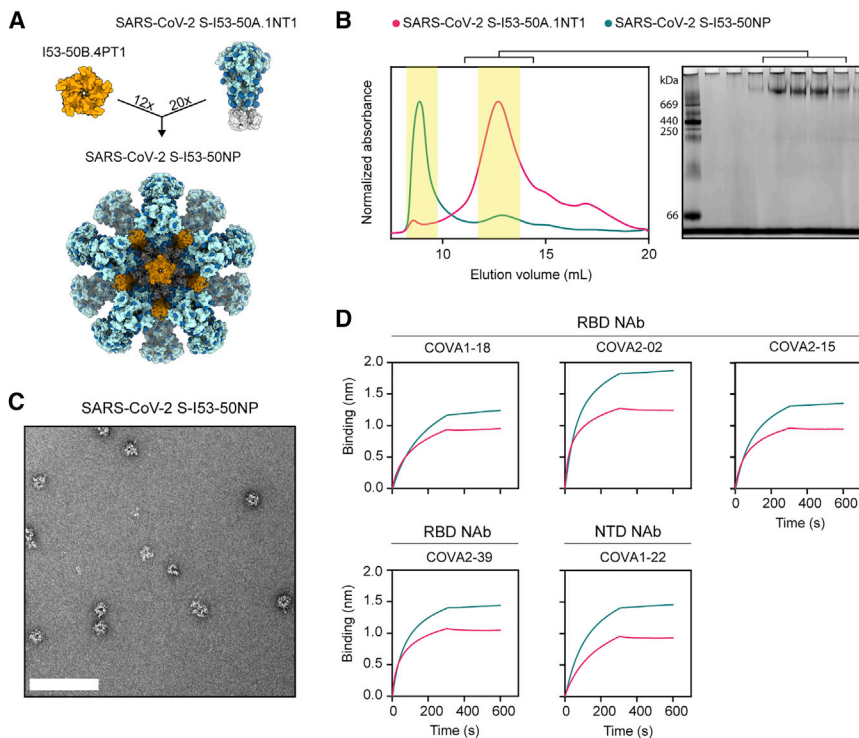 A
SARS-CoV-2 S-I53-50A.1NT1
I53-50B.4PT1
12x
20x
SARS-CoV-2 S-I53-50NP
B
SARS-CoV-2 S-I53-50A.1NT1
SARS-CoV-2 S-I53-50NP
Normalized absorbance
10
15
20
Elution volume (mL)
kDa
669
440
250
66
C
SARS-CoV-2 S-I53-50NP
D
RBD NAb
COVA1-18
COVA2-02
COVA2-15
Binding (nm)
2.0
1.5
1.0
0.5
0.0
0 200 400 600
Time (s)
RBD NAb
NTD NAb
COVA2-39
COVA1-22
Binding (nm)
2.0
1.5
1.0
0.5
0.0
0 200 400 600
Time (s)
0 200 400 600
Time (s)